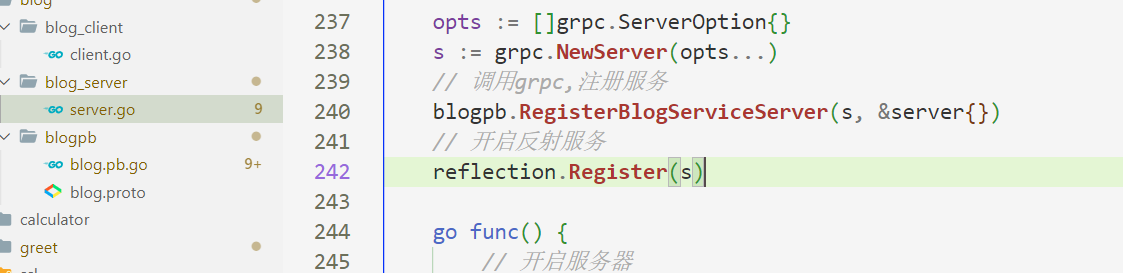 blog
blog_client
client.go
blog_server
server.go 9
blogpb
blog.pb.go 9+
blog.proto
calculator
greet
237 opts := []grpc.ServerOption{}
238 s := grpc.NewServer(opts...)
239 // 调用grpc,注册服务
240 blogpb.RegisterBlogServiceServer(s, &server{})
241 // 开启反射服务
242 reflection.Register(s)
243
244 go func() {
245 // 开启服务器